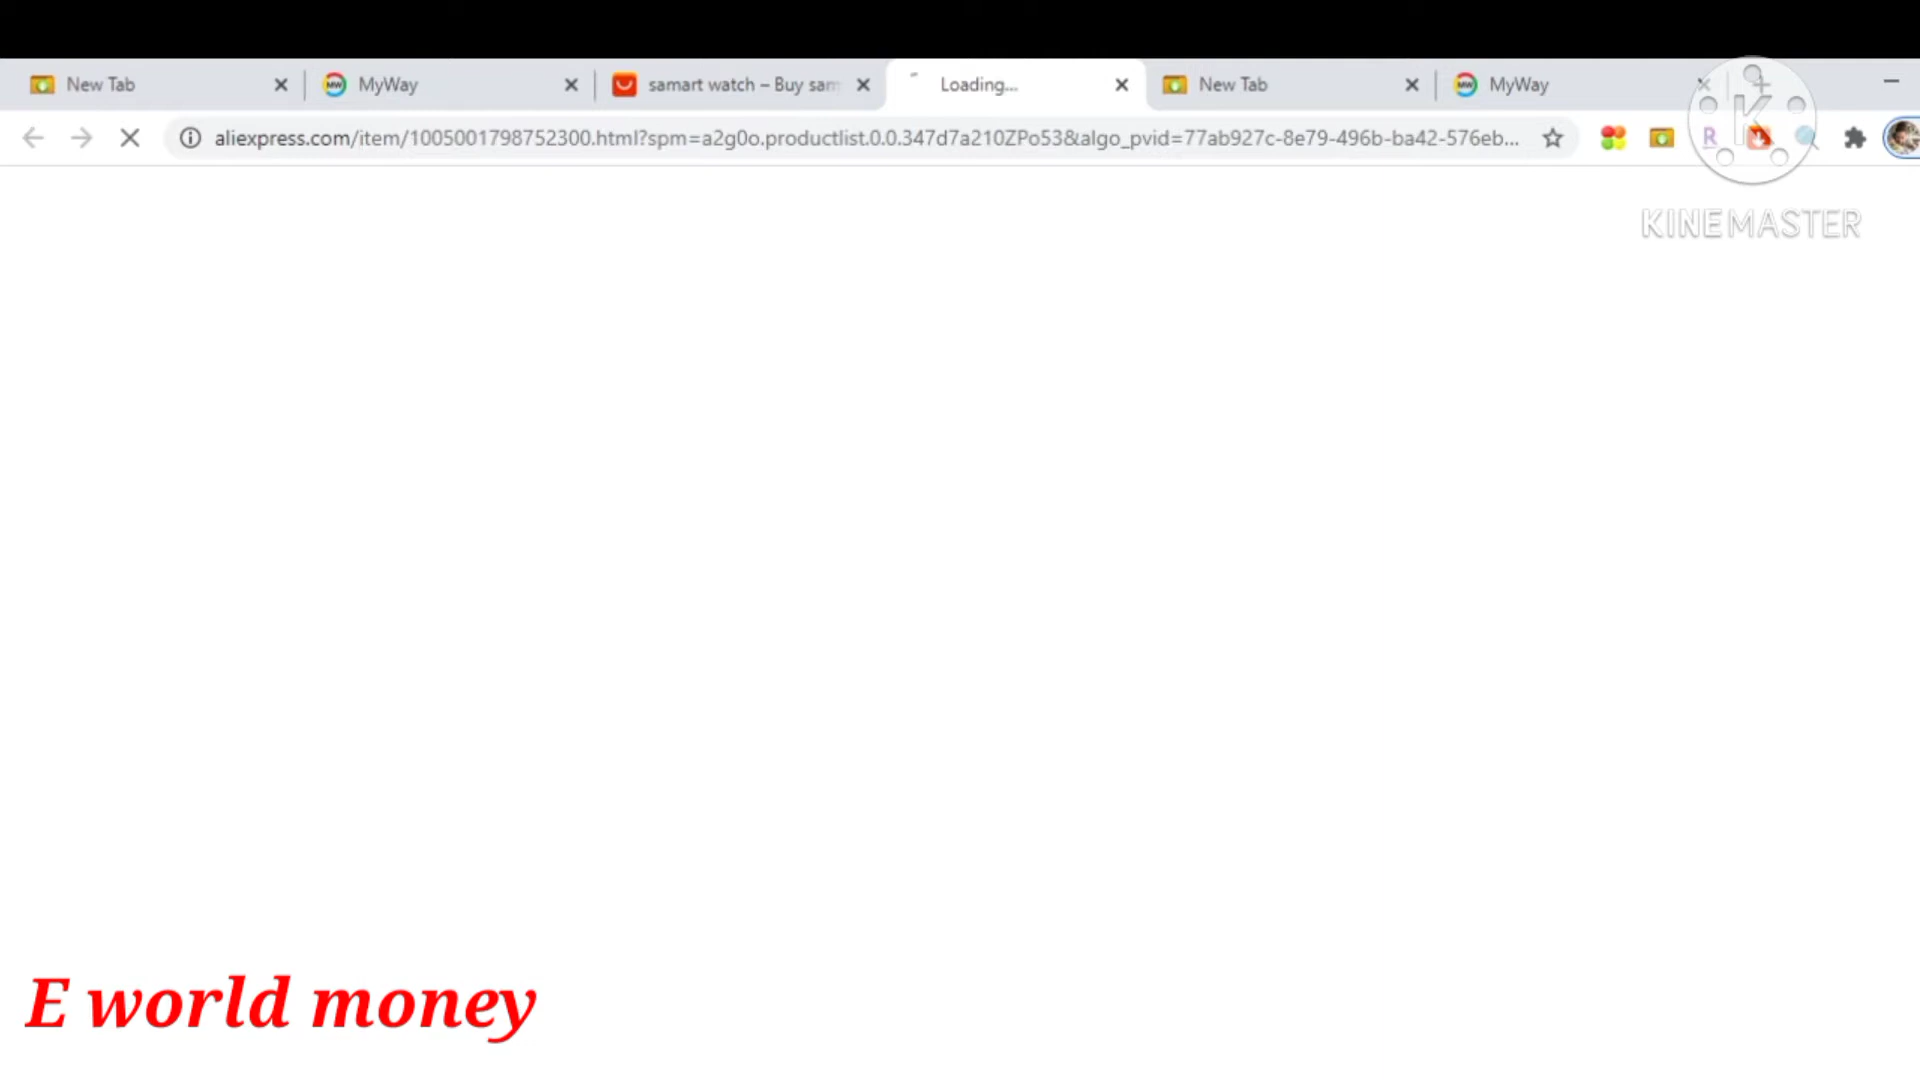 New Tab
MyWay
samart watch – Buy sam
Loading...
New Tab
MyWay
aliexpress.com/item/1005001798752300.html?spm=a2g0o.productlist.0.0.347d7a210ZPo53&algo_pvid=77ab927c-8e79-496b-ba42-576eb...
R
K
KINEMASTER
E world money